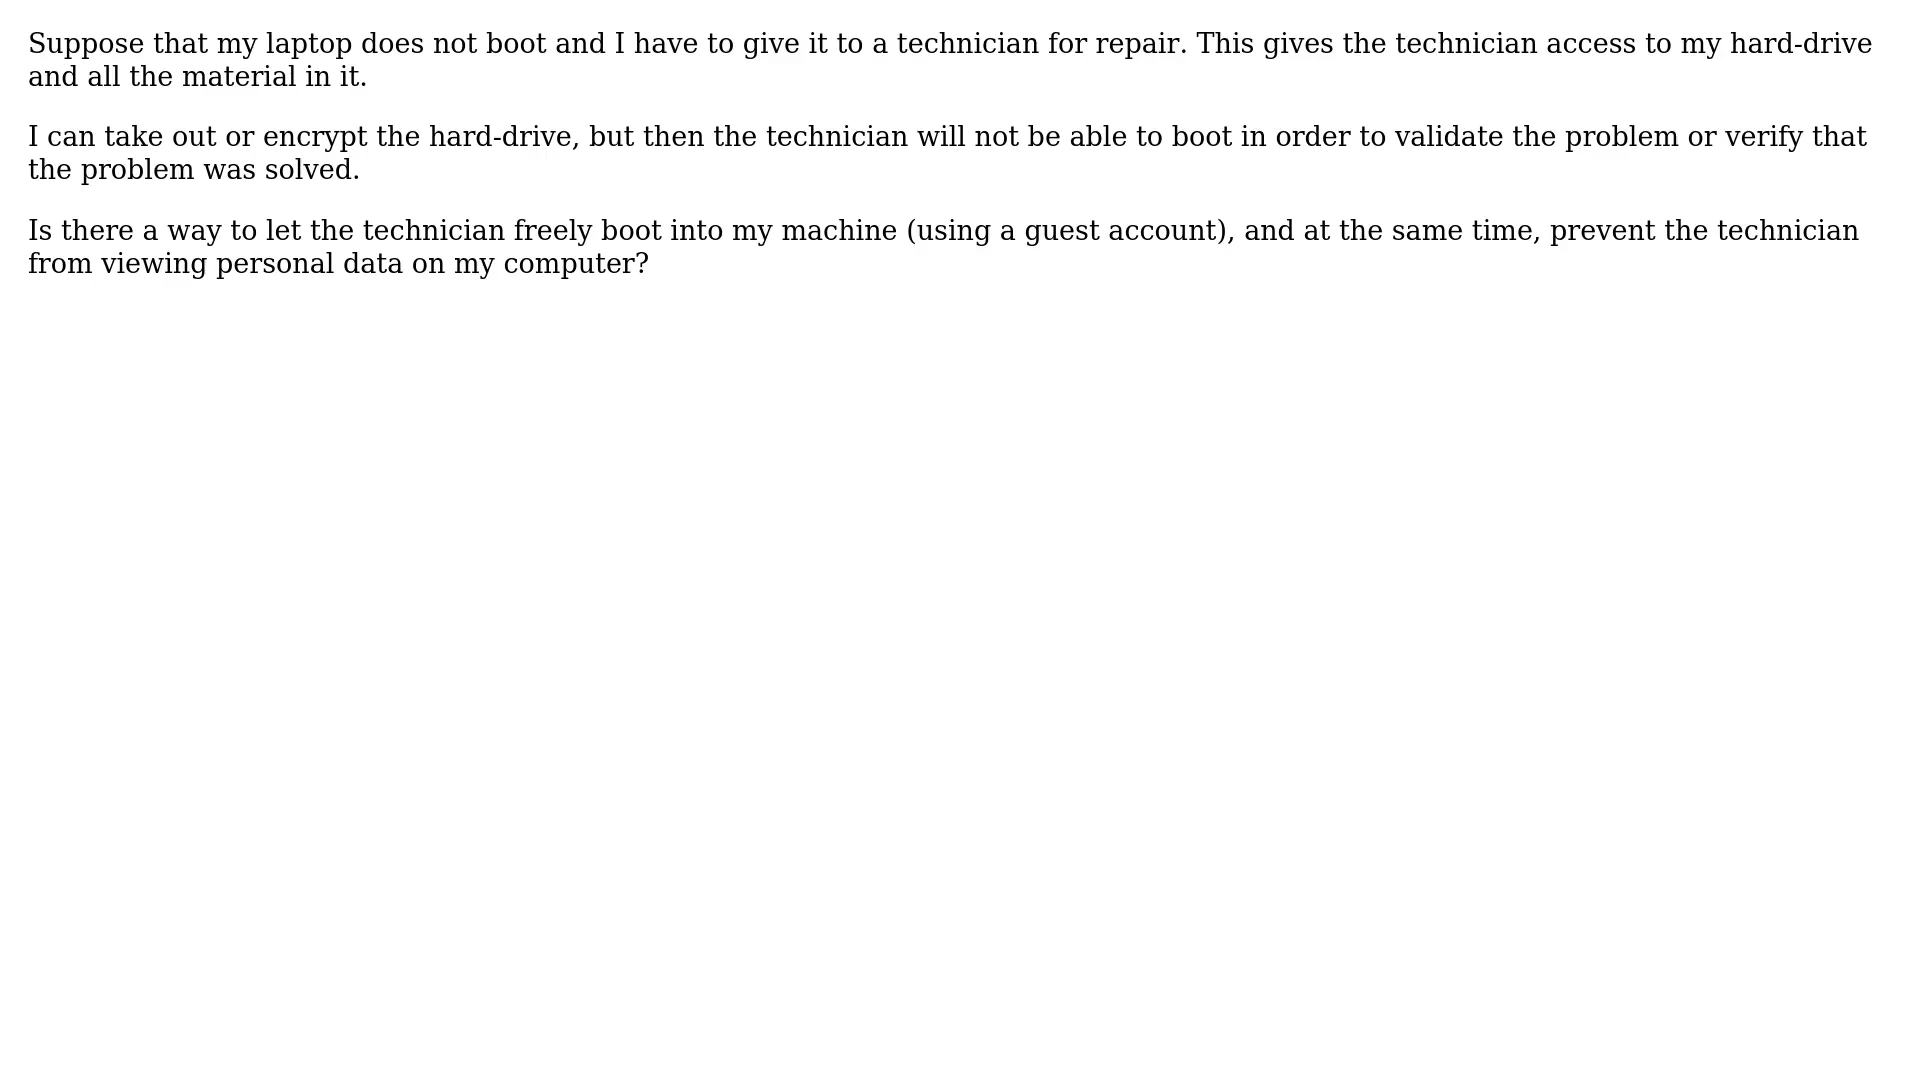 Suppose that my laptop does not boot and I have to give it to a technician for repair. This gives the technician access to my hard-drive
and all the material in it.
I can take out or encrypt the hard-drive, but then the technician will not be able to boot in order to validate the problem or verify that
the problem was solved.
Is there a way to let the technician freely boot into my machine (using a guest account), and at the same time, prevent the technician
from viewing personal data on my computer?